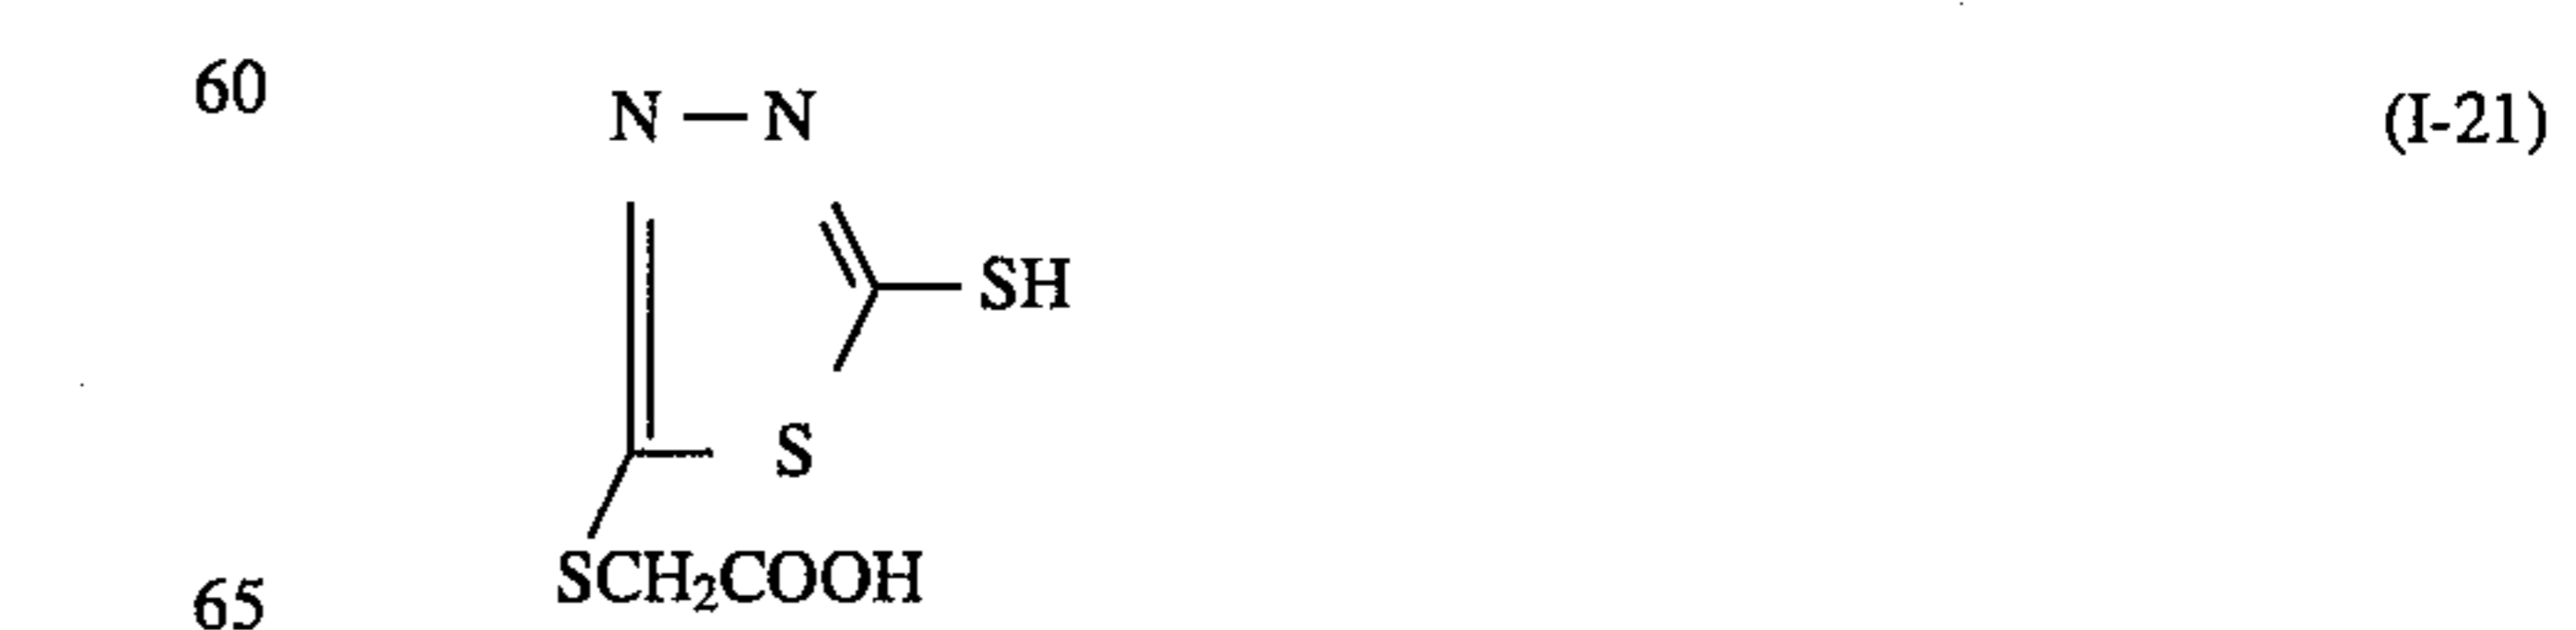 60
N — N (I-21)
SH
S
SCH₂COOH
65